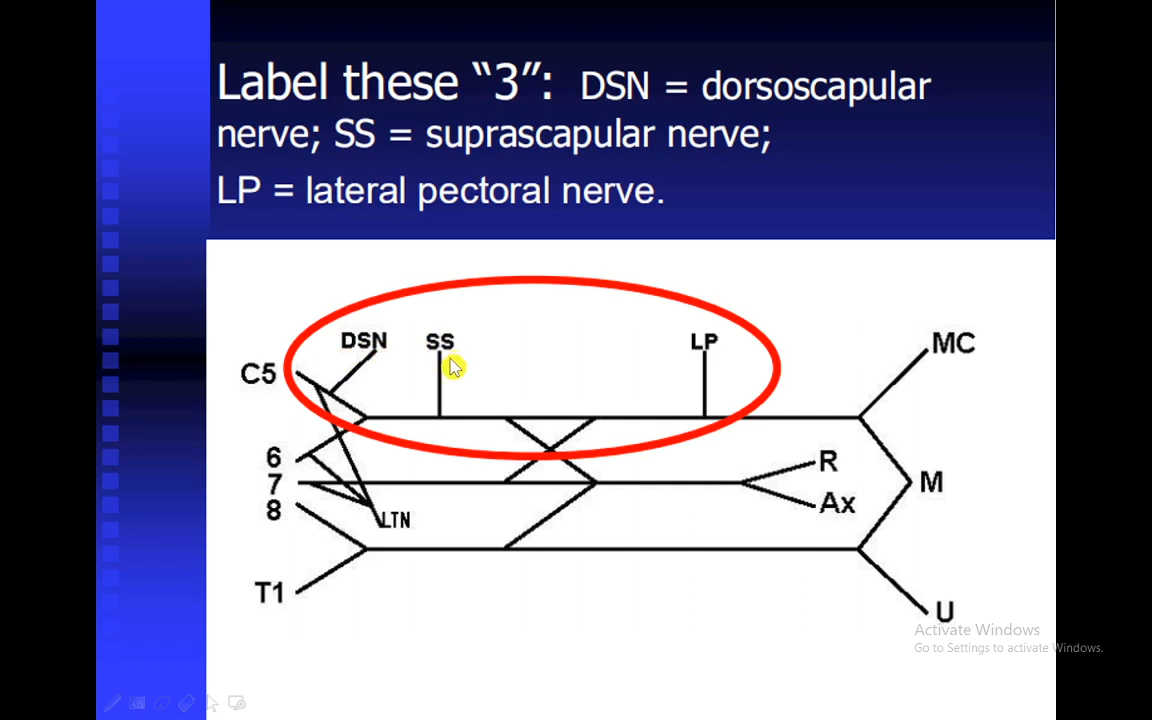 Label these “3”: DSN = dorsoscapular
nerve; SS = suprascapular nerve;
LP = lateral pectoral nerve.
DSN SS LP MC
C5
6
7
8
T1
LTN
R
Ax
M
U
Activate Windows
Go to Settings to activate Windows.